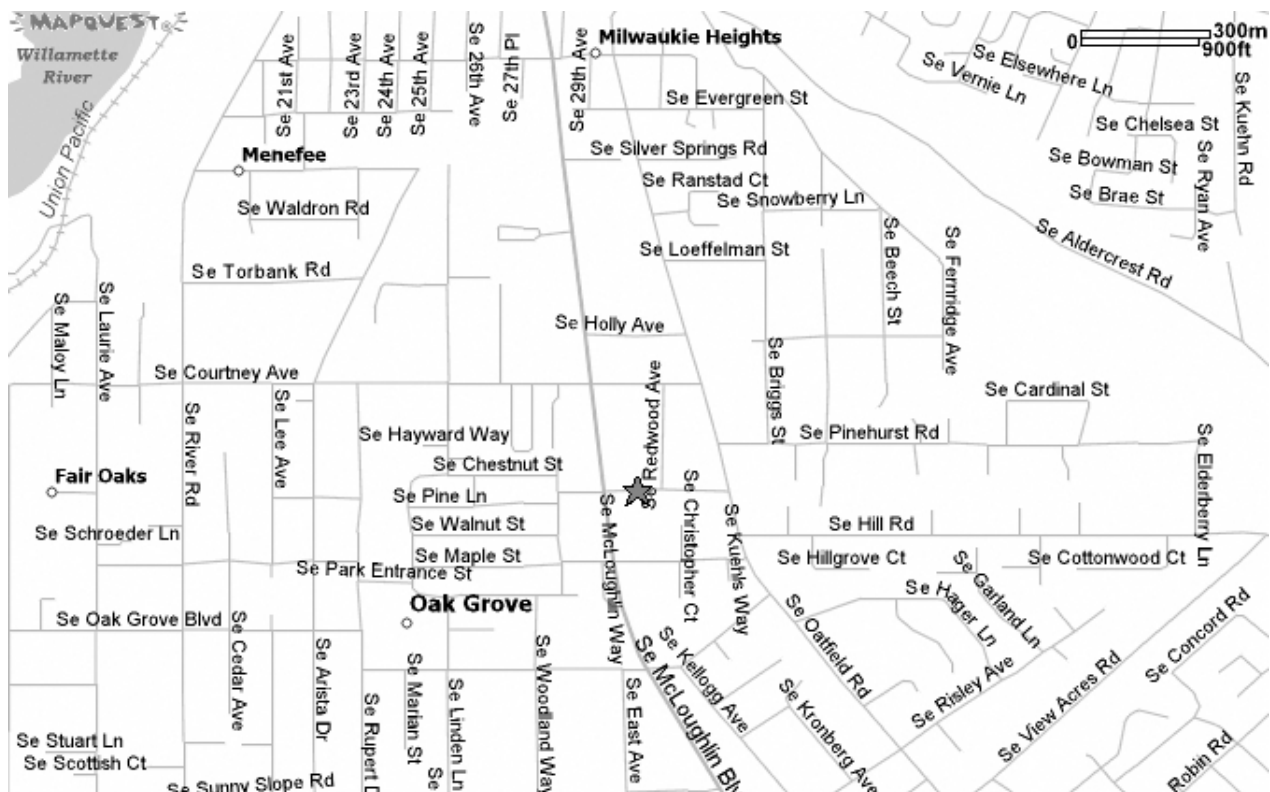 MAPQUEST
Willamette
River
Union Pacific
Se 21st Ave
Se 23rd Ave
Se 24th Ave
Se 25th Ave
Se 26th Ave
Se 27th Pl
Se 29th Ave
Milwaukie Heights
0
300m
900ft
Se Elsewhere Ln
Se Vernie Ln
Se Kuehn Rd
Se Evergreen St
Se Chelsea St
Menefee
Se Silver Springs Rd
Se Bowman St
Se Ryan Ave
Se Ranstad Ct
Se Brae St
Se Snowberry Ln
Se Waldron Rd
Se Loeffelman St
Se Beech St
Se Fernridge Ave
Se Aldercrest Rd
Se Torbank Rd
Se Maloy Ln
Se Laurie Ave
Se Holly Ave
Se Briggs St
Se Courtney Ave
Se Redwood Ave
Se Cardinal St
Se River Rd
Se Lee Ave
Se Hayward Way
Se Pinehurst Rd
Se Elderberry Ln
Se Chestnut St
Fair Oaks
Se Pine Ln
Se Christopher Ct
Se McLoughlin Way
Se Kuehls Way
Se Walnut St
Se Hill Rd
Se Schroeder Ln
Se Maple St
Se Hillgrove Ct
Se Garland Ln
Se Cottonwood Ct
Se Park Entrance St
Se Hager Ln
Oak Grove
Se Oak Grove Blvd
Se Cedar Ave
Se Arista Dr
Se Oatfield Rd
Se Concord Rd
Se Kellogg Ave
Se McLoughlin Blv
Se Woodland Way
Se Risley Ave
Se View Acres Rd
Se Rupert D
Se Marian St
Se Linden Ln
Se East Ave
Se Kronberg Ave
Se Stuart Ln
Se Scottish Ct
Se
Robin Rd
Se Sunny Slope Rd